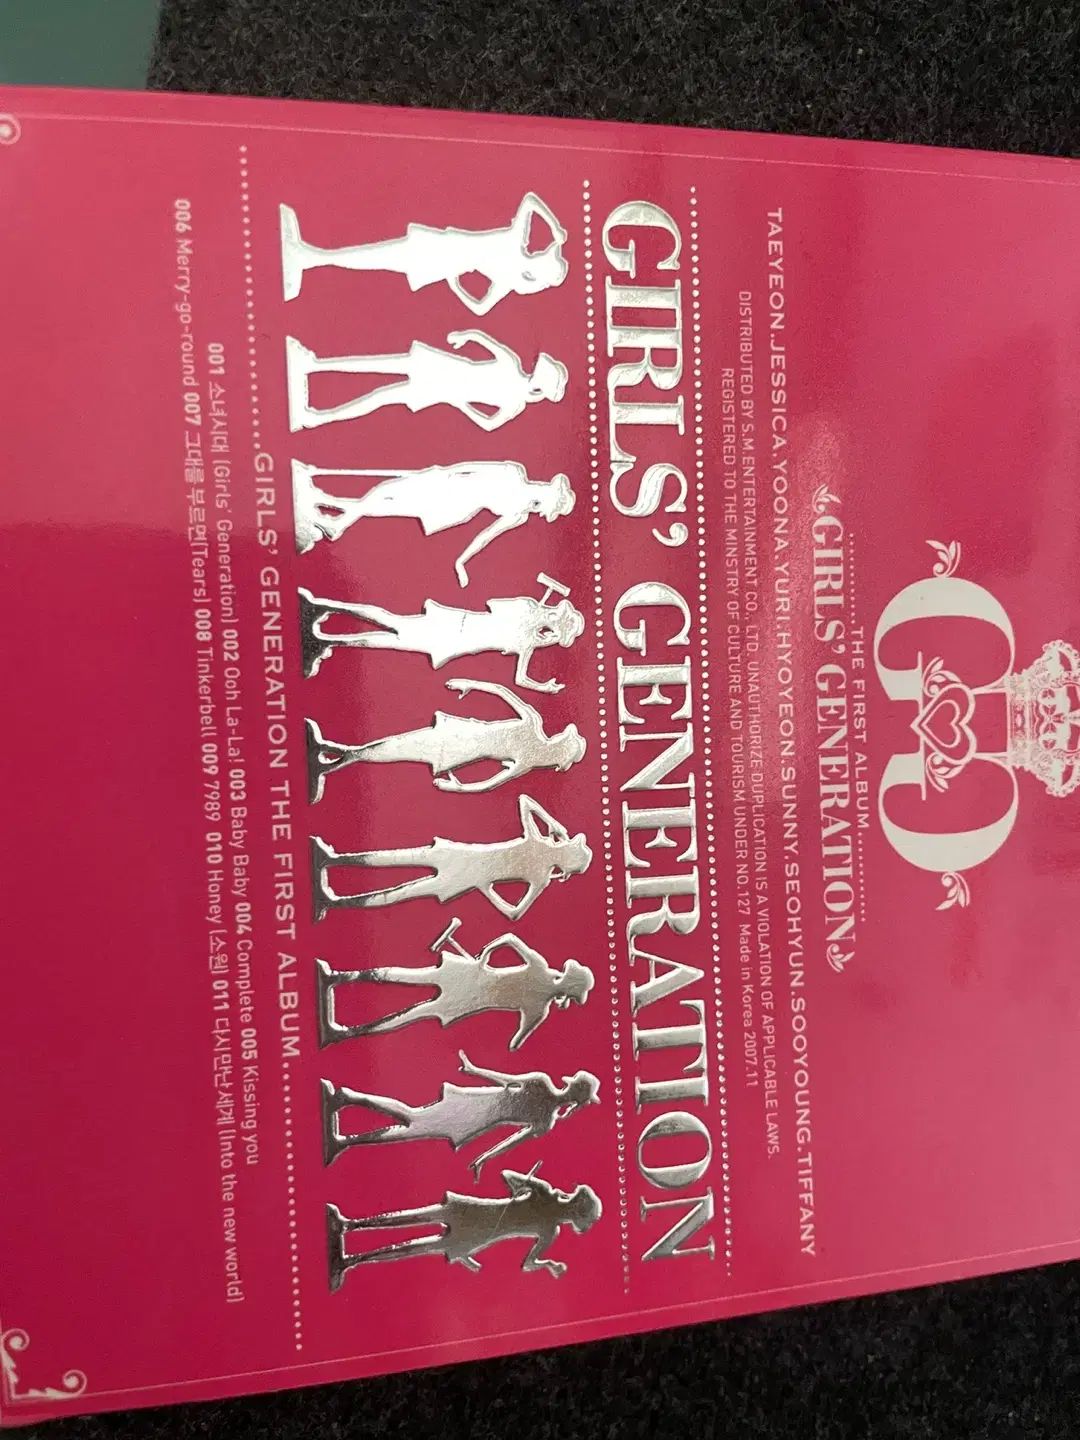 THE FIRST ALBUM
GIRLS' GENERATION
TAEYEON.JESSICA.YOONA.YURI.HYOYEON.SUNNY.SEOHYUN.SOOYOUNG.TIFFANY
DISTRIBUTED BY S.M.ENTERTAINMENT CO., LTD. UNAUTHORIZE DUPLICATION IS A VIOLATION OF APPLICABLE LAWS.
REGISTERED TO THE MINSTRY OF CULTURE AND TOURISM UNDER NO.127 Made in Korea 2007.11
GIRLS' GENERATION
GIRLS' GENERATION THE FIRST ALBUM
001 소녀시대 (Girls' Generation) 002 Ooh La-La! 003 Baby Baby 004 Complete 005 Kissing you
006 Merry-go-round 007 그대를 부르면(Tears) 008 Tinkerbell 009 7989 010 Honey (소원) 011 다시 만난 세계 (Into the new world)